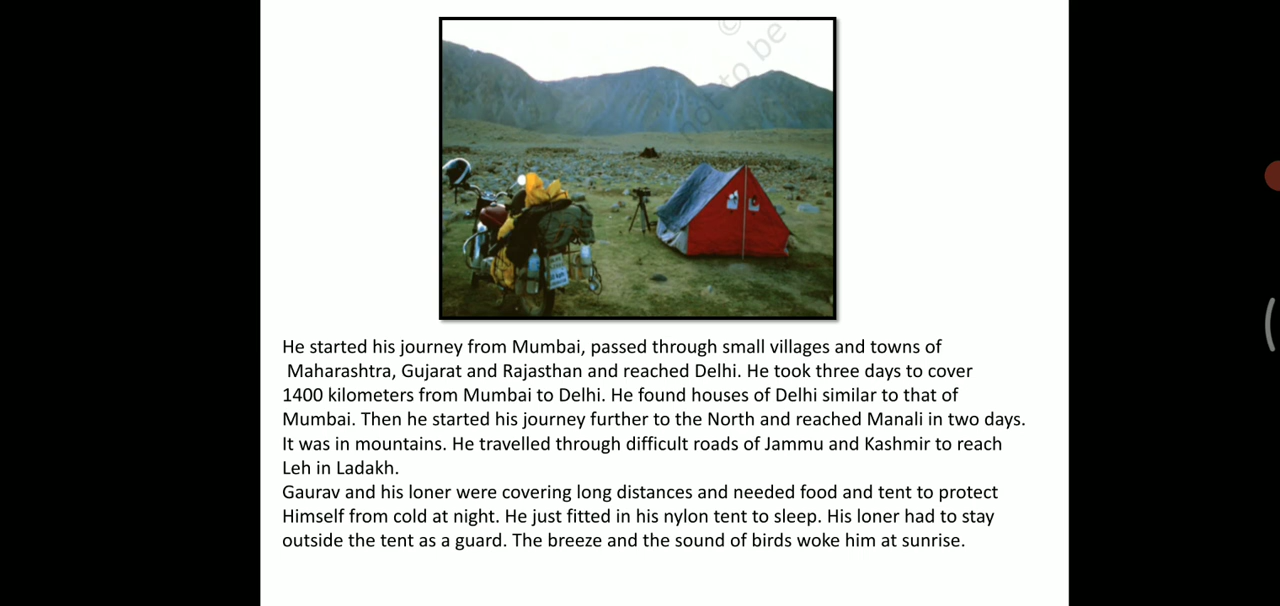 ©
not to be
He started his journey from Mumbai, passed through small villages and towns of
Maharashtra, Gujarat and Rajasthan and reached Delhi. He took three days to cover
1400 kilometers from Mumbai to Delhi. He found houses of Delhi similar to that of
Mumbai. Then he started his journey further to the North and reached Manali in two days.
It was in mountains. He travelled through difficult roads of Jammu and Kashmir to reach
Leh in Ladakh.
Gaurav and his loner were covering long distances and needed food and tent to protect
Himself from cold at night. He just fitted in his nylon tent to sleep. His loner had to stay
outside the tent as a guard. The breeze and the sound of birds woke him at sunrise.